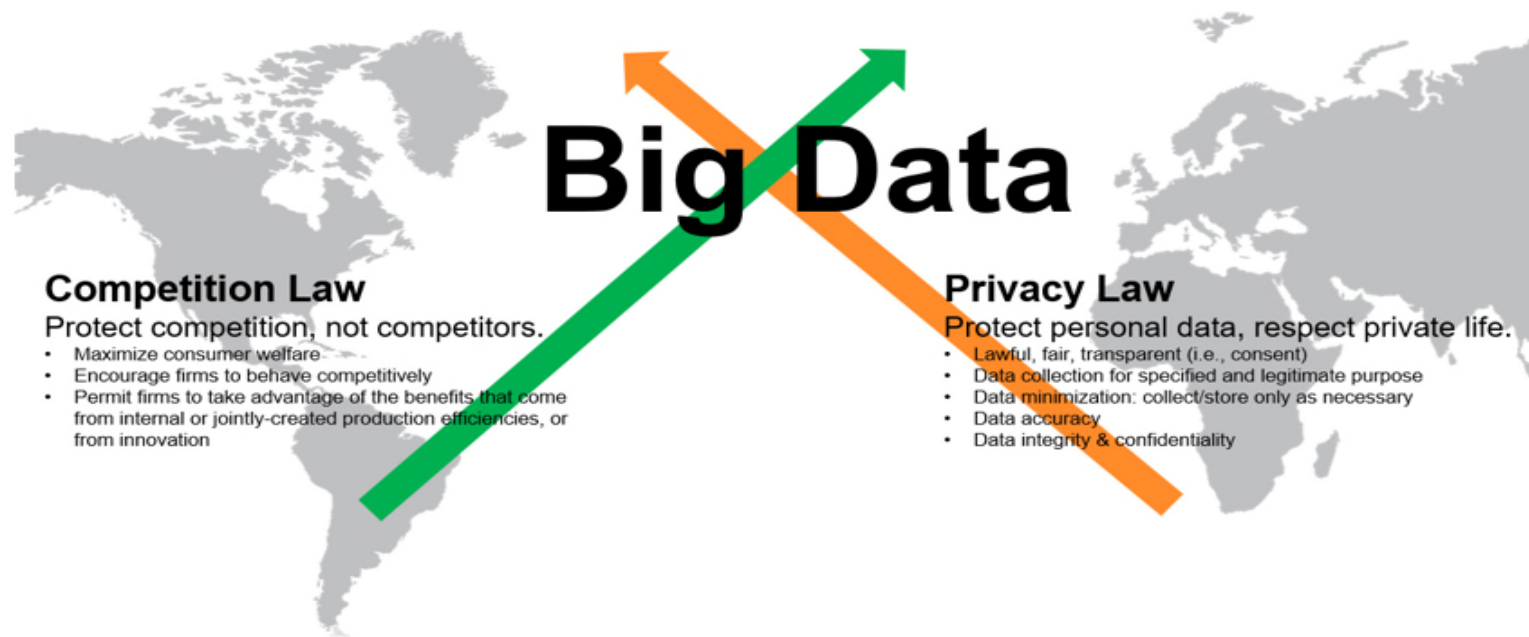 Big Data
Competition Law
Protect competition, not competitors.
• Maximize consumer welfare
• Encourage firms to behave competitively
• Permit firms to take advantage of the benefits that come
from internal or jointly-created production efficiencies, or
from innovation
Privacy Law
Protect personal data, respect private life.
• Lawful, fair, transparent (i.e., consent)
• Data collection for specified and legitimate purpose
• Data minimization: collect/store only as necessary
• Data accuracy
• Data integrity & confidentiality